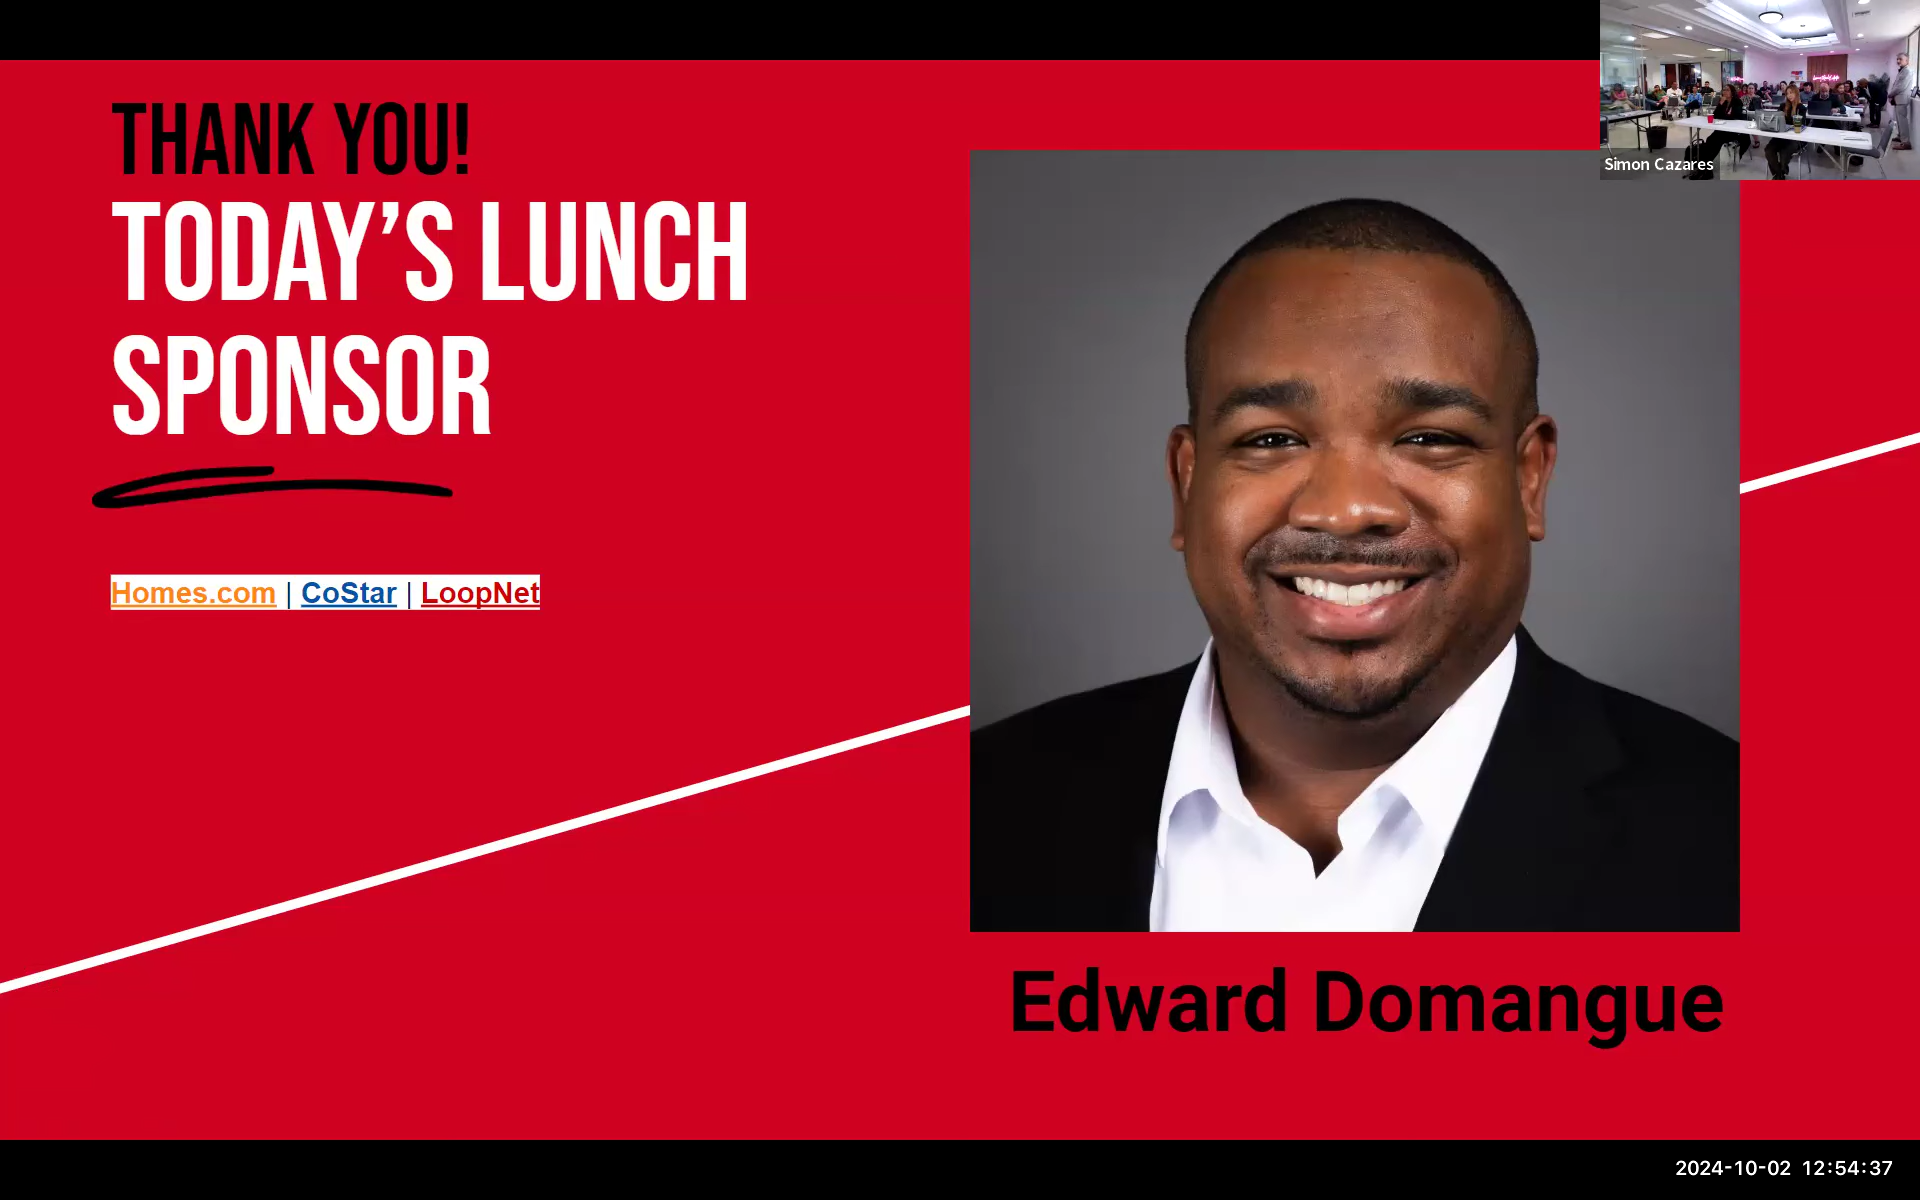 THANK YOU!
TODAY’S LUNCH
SPONSOR
Homes.com | CoStar | LoopNet
Edward Domangue
Simon Cazares
2024-10-02 12:54:37